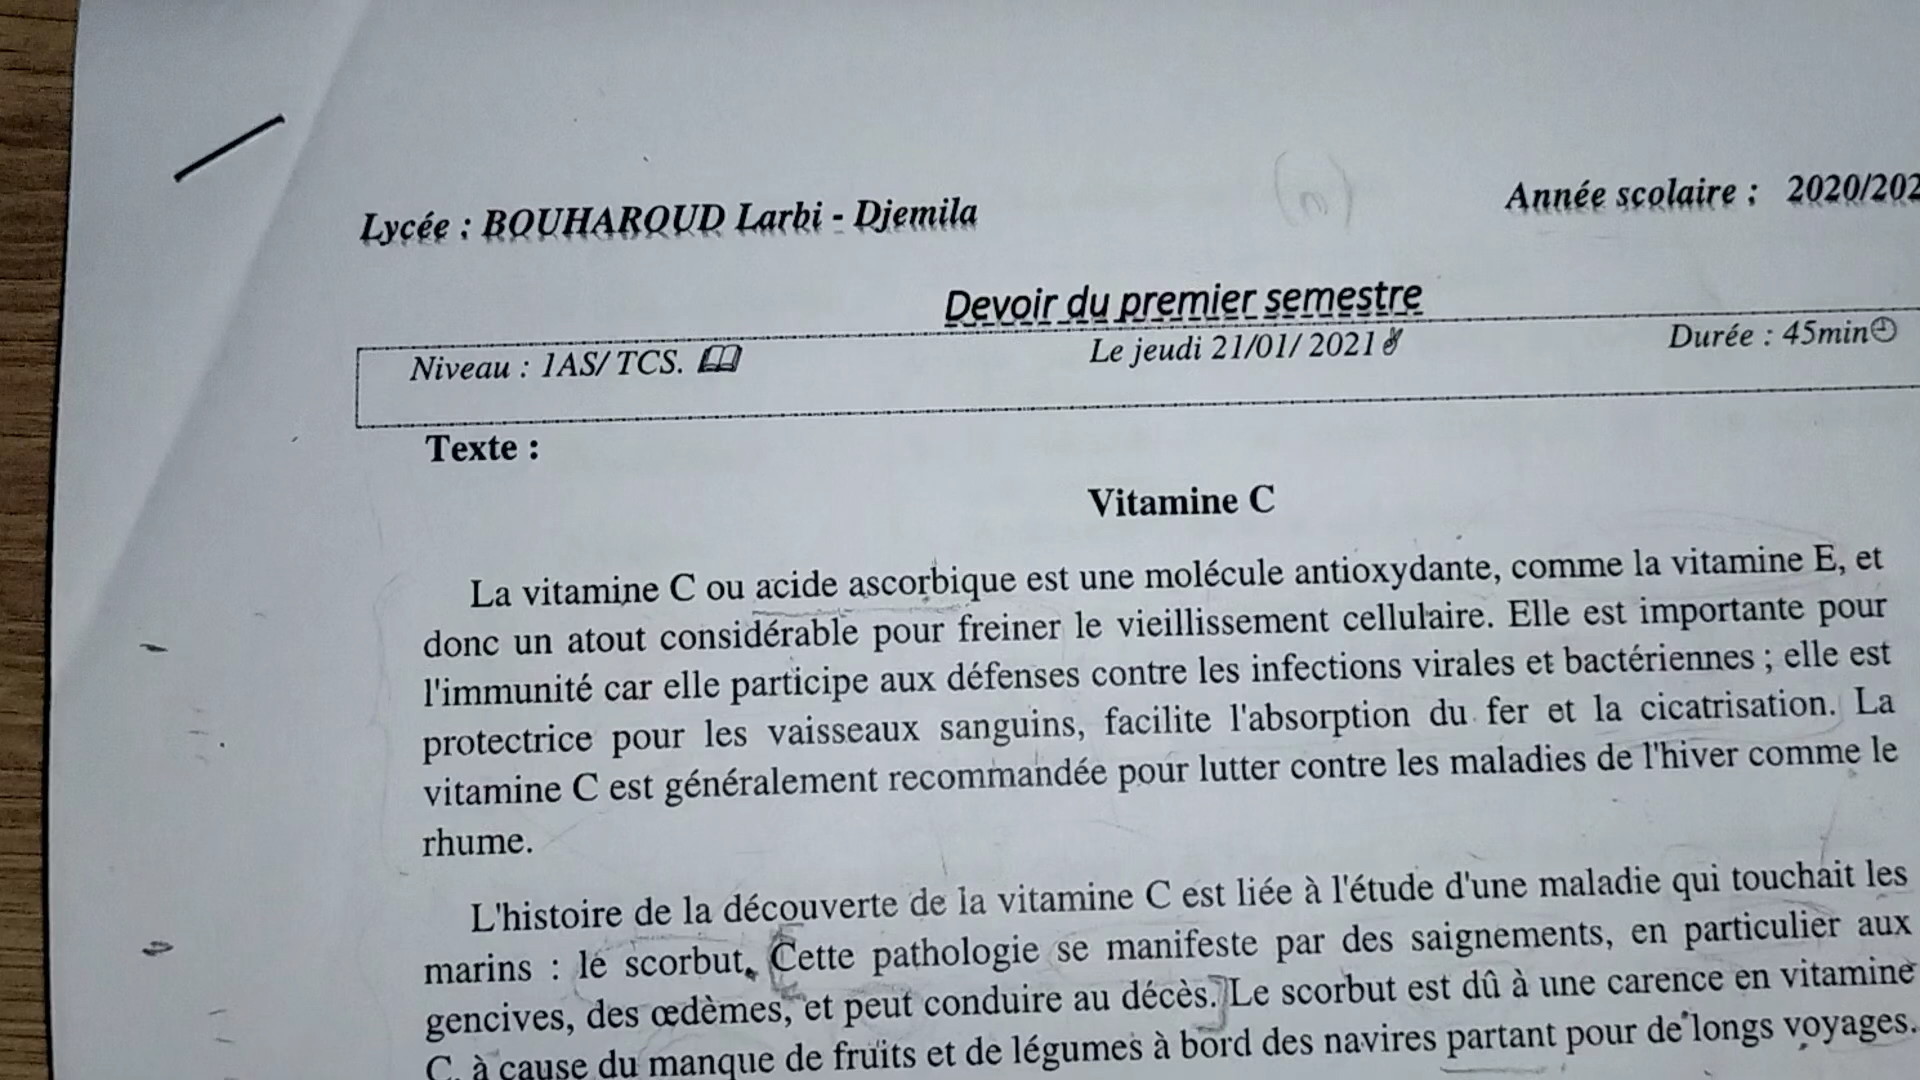 Lycée : BOUHAROUD Larbi - Djemila
Année scolaire : 2020/202
Devoir du premier semestre
Niveau : 1AS/ TCS.
Le jeudi 21/01/ 2021
Durée : 45min
Texte :
Vitamine C
La vitamine C ou acide ascorbique est une molécule antioxydante, comme la vitamine E, et
donc un atout considérable pour freiner le vieillissement cellulaire. Elle est importante pour
l'immunité car elle participe aux défenses contre les infections virales et bactériennes ; elle est
protectrice pour les vaisseaux sanguins, facilite l'absorption du fer et la cicatrisation. La
vitamine C est généralement recommandée pour lutter contre les maladies de l'hiver comme le
rhume.
L'histoire de la découverte de la vitamine C est liée à l'étude d'une maladie qui touchait les
marins : le scorbut. Cette pathologie se manifeste par des saignements, en particulier aux
gencives, des œdèmes, et peut conduire au décès. Le scorbut est dû à une carence en vitamine
C, à cause du manque de fruits et de légumes à bord des navires partant pour de longs voyages.